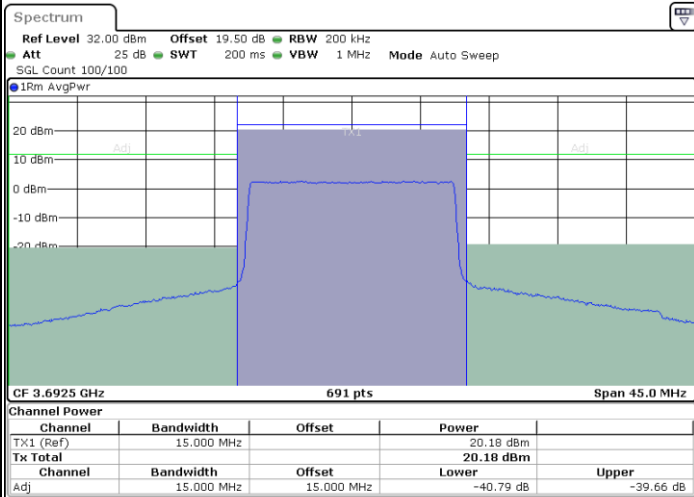 Spectrum
Ref Level 32.00 dBm Offset 19.50 dB RBW 200 kHz
Att 25 dB SWT 200 ms VBW 1 MHz Mode Auto Sweep
SGL Count 100/100
1Rm AvgPwr
20 dBm
TX1
Adj
Adj
10 dBm
0 dBm
-10 dBm
-20 dBm
CF 3.6925 GHz 691 pts Span 45.0 MHz
Channel Power
Channel Bandwidth Offset Power
TX1 (Ref) 15.000 MHz 20.18 dBm
Tx Total 20.18 dBm
Channel Bandwidth Offset Lower Upper
Adj 15.000 MHz 15.000 MHz -40.79 dB -39.66 dB